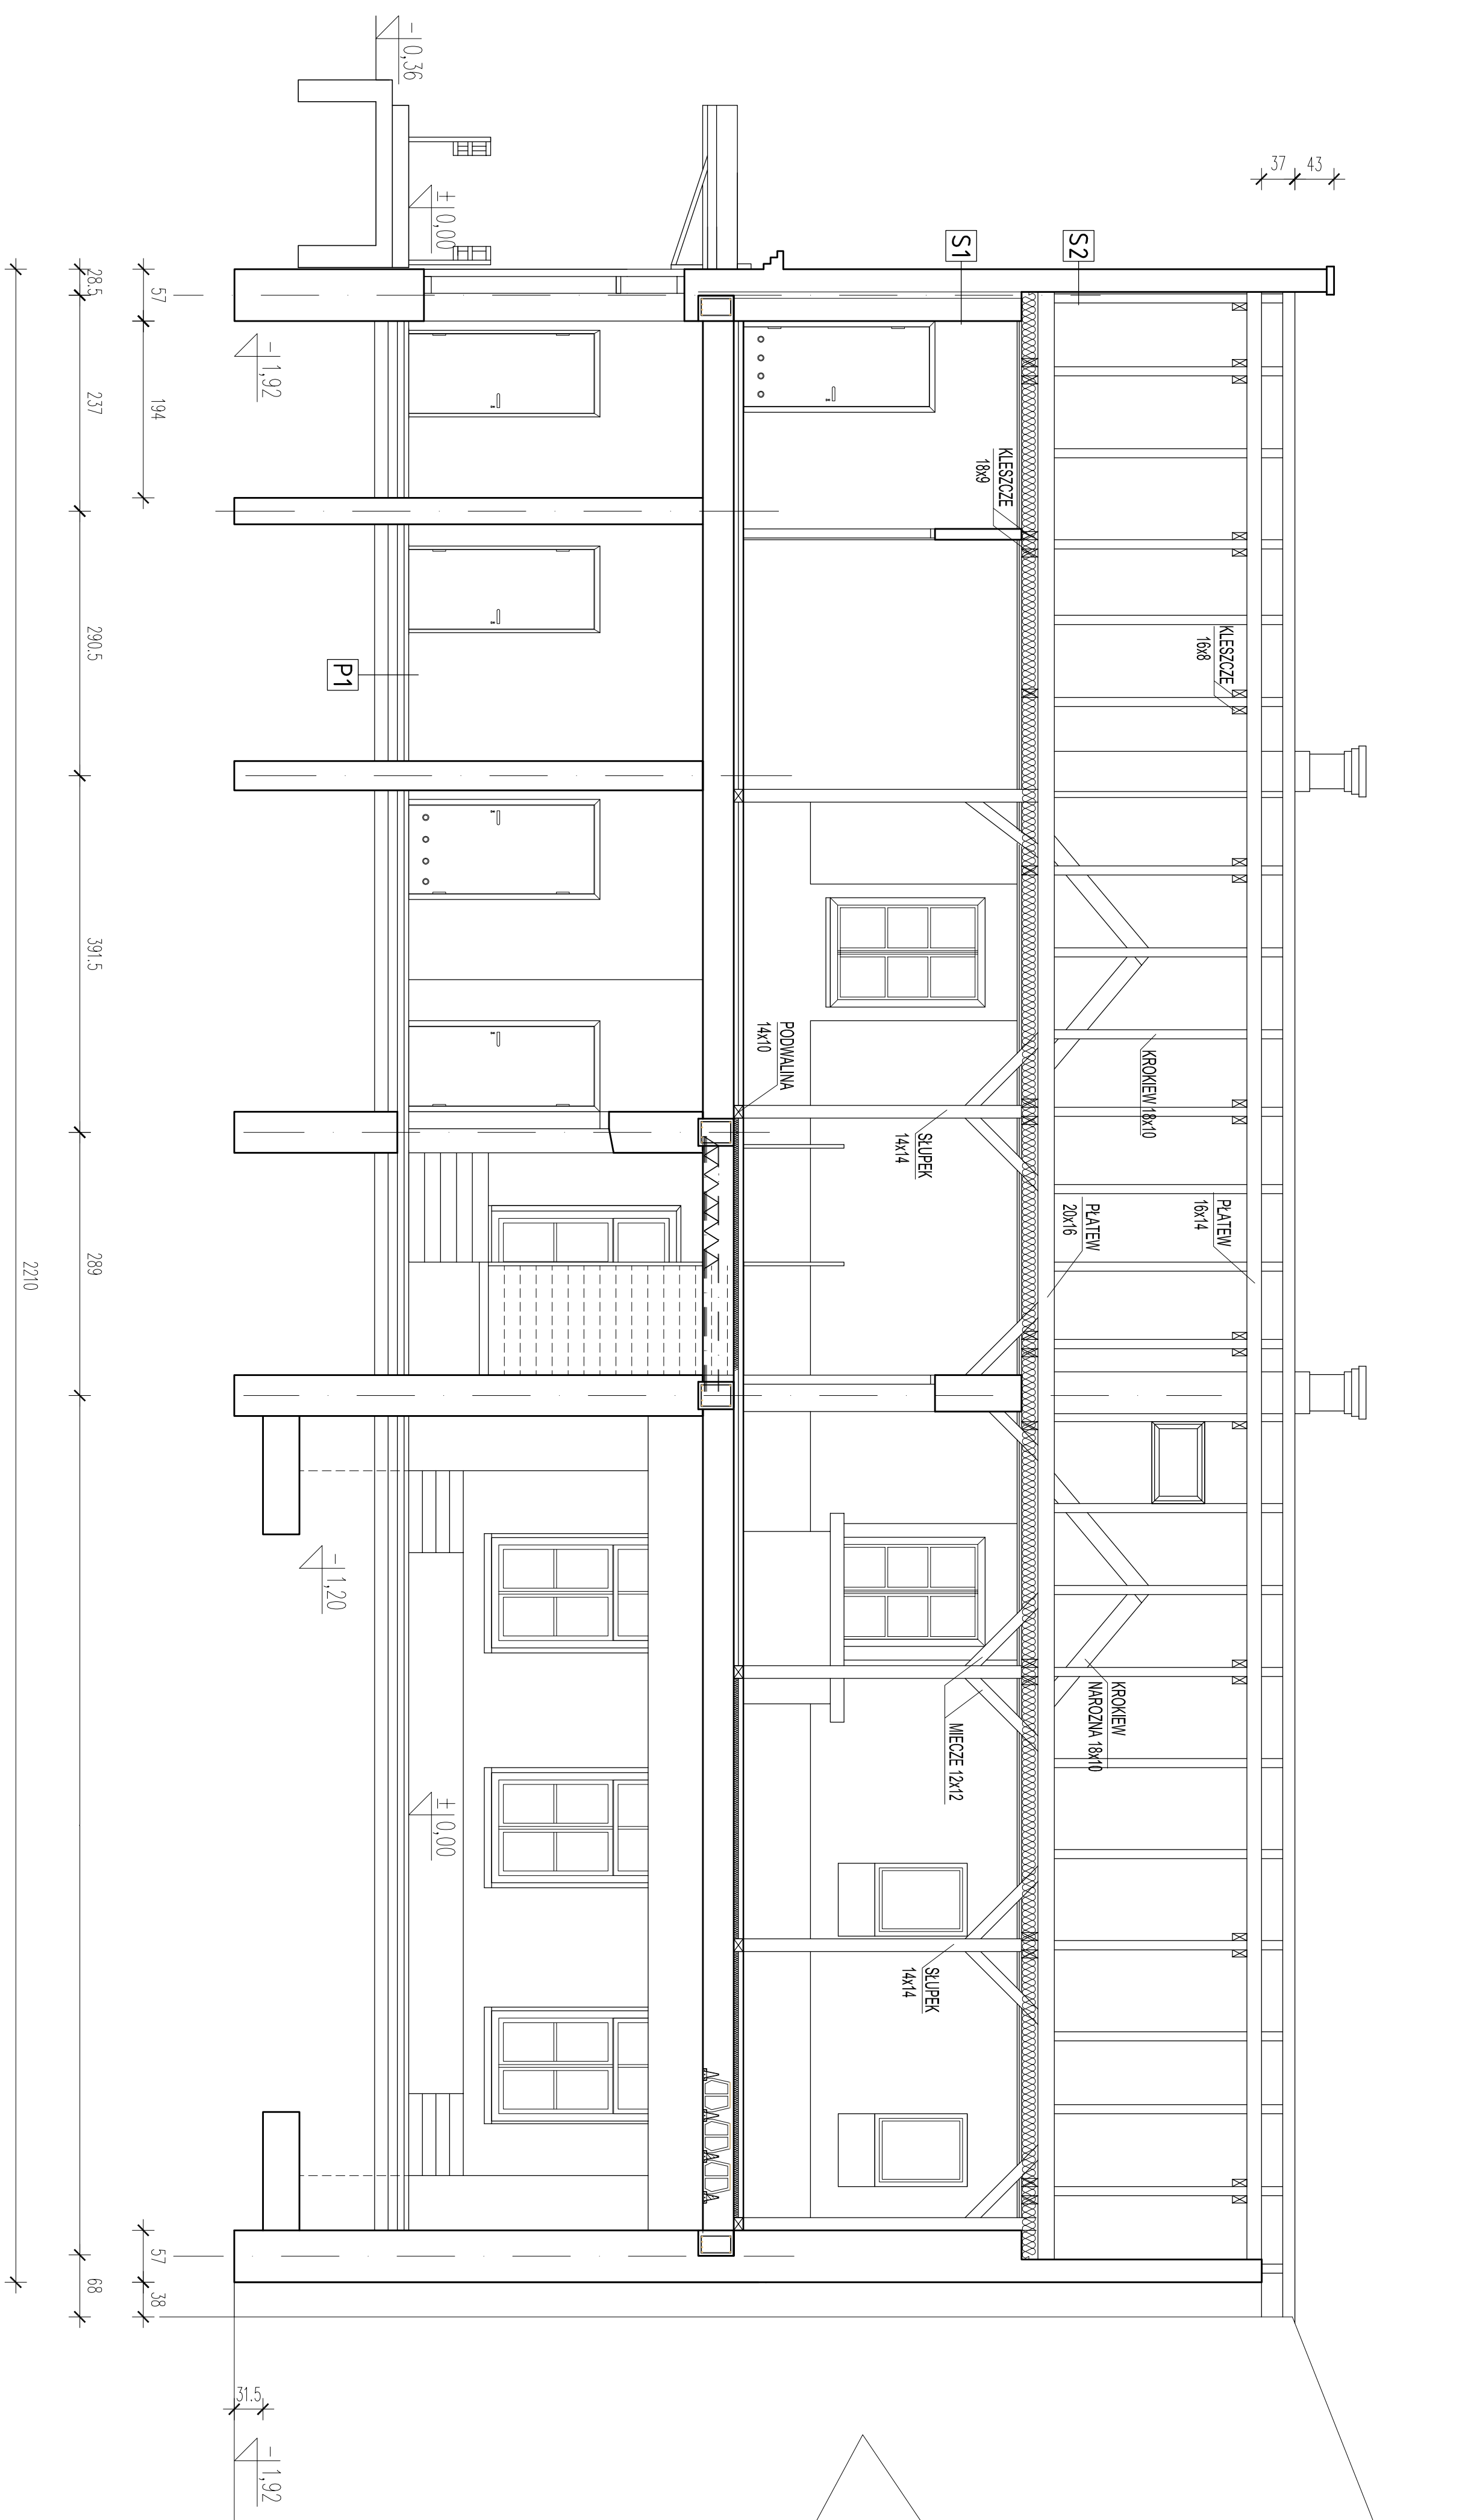 43
37
S2
S1
KLESZCZE
16x8
KLESZCZE
18x9
KROKIEW 18x10
PŁATEW
16x14
PŁATEW
20x16
KROKIEW
NAROZNA 18x10
PODWALINA
14x10
SŁUPEK
14x14
MIECZE 12x12
SŁUPEK
14x14
-0,36
±0,00
±0,00
P1
-1,92
-1,20
31.5
-1,92
57
194
57
38
28.5
237
290.5
391.5
289
68
2210